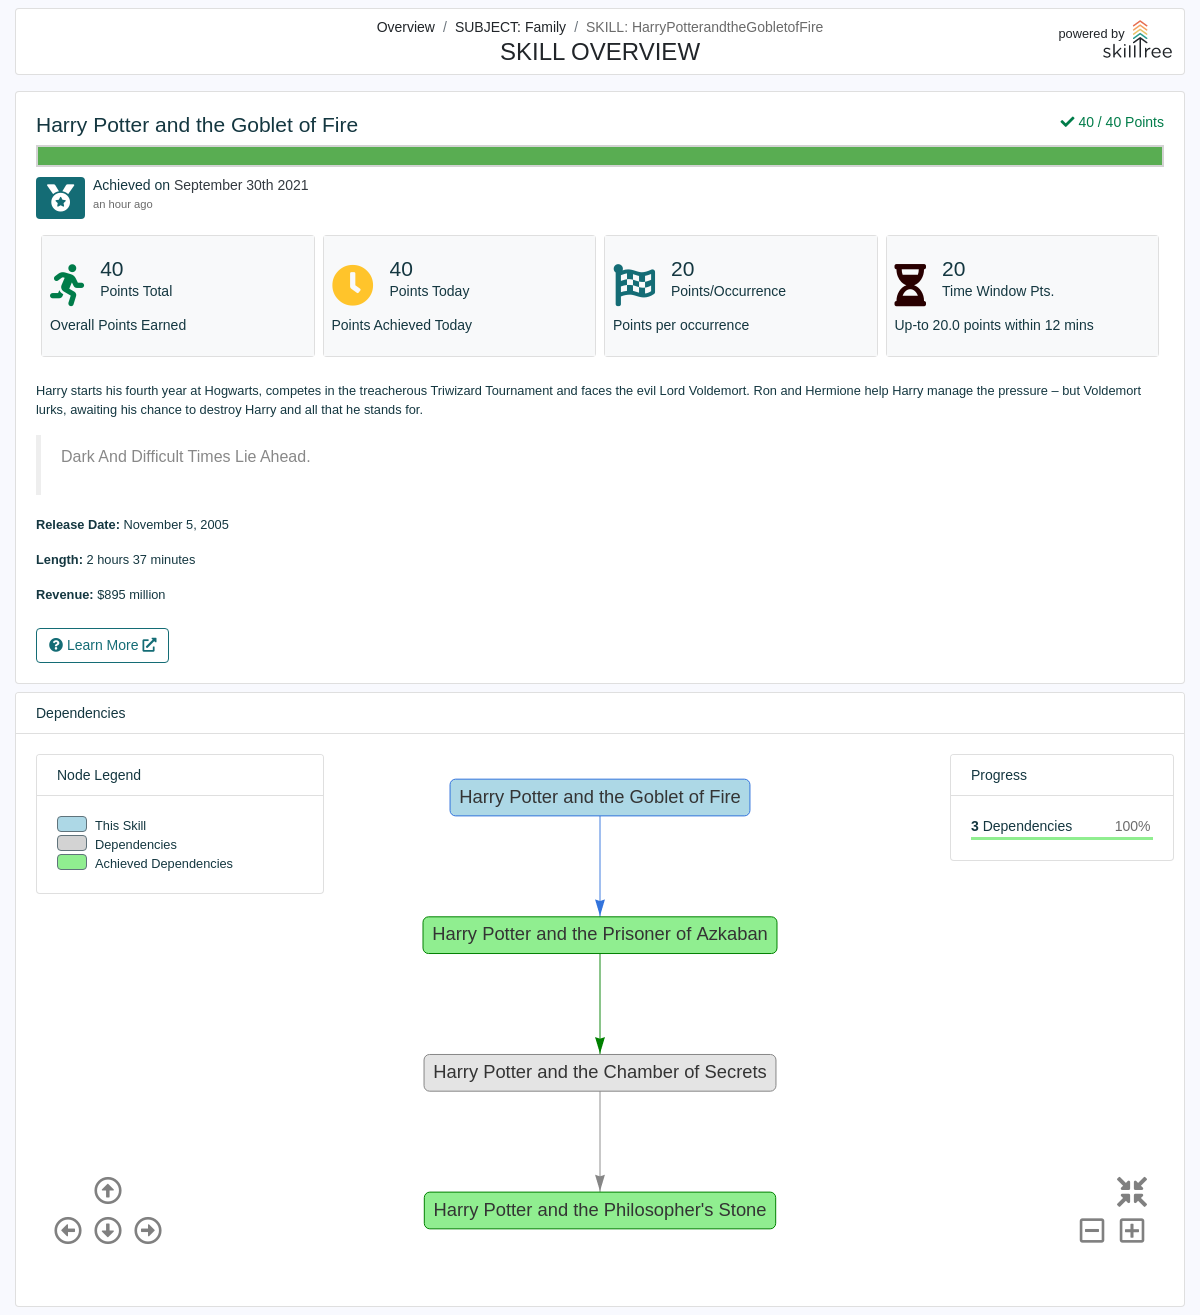 Overview / SUBJECT: Family / SKILL: HarryPotterandtheGobletofFire
SKILL OVERVIEW
powered by
skilltree
Harry Potter and the Goblet of Fire
40 / 40 Points
Achieved on September 30th 2021
an hour ago
40
Points Total
Overall Points Earned
40
Points Today
Points Achieved Today
20
Points/Occurrence
Points per occurrence
20
Time Window Pts.
Up-to 20.0 points within 12 mins
Harry starts his fourth year at Hogwarts, competes in the treacherous Triwizard Tournament and faces the evil Lord Voldemort. Ron and Hermione help Harry manage the pressure – but Voldemort
lurks, awaiting his chance to destroy Harry and all that he stands for.
Dark And Difficult Times Lie Ahead.
Release Date: November 5, 2005
Length: 2 hours 37 minutes
Revenue: $895 million
Learn More
Dependencies
Node Legend
This Skill
Dependencies
Achieved Dependencies
Harry Potter and the Goblet of Fire
Harry Potter and the Prisoner of Azkaban
Harry Potter and the Chamber of Secrets
Harry Potter and the Philosopher's Stone
Progress
3 Dependencies 100%